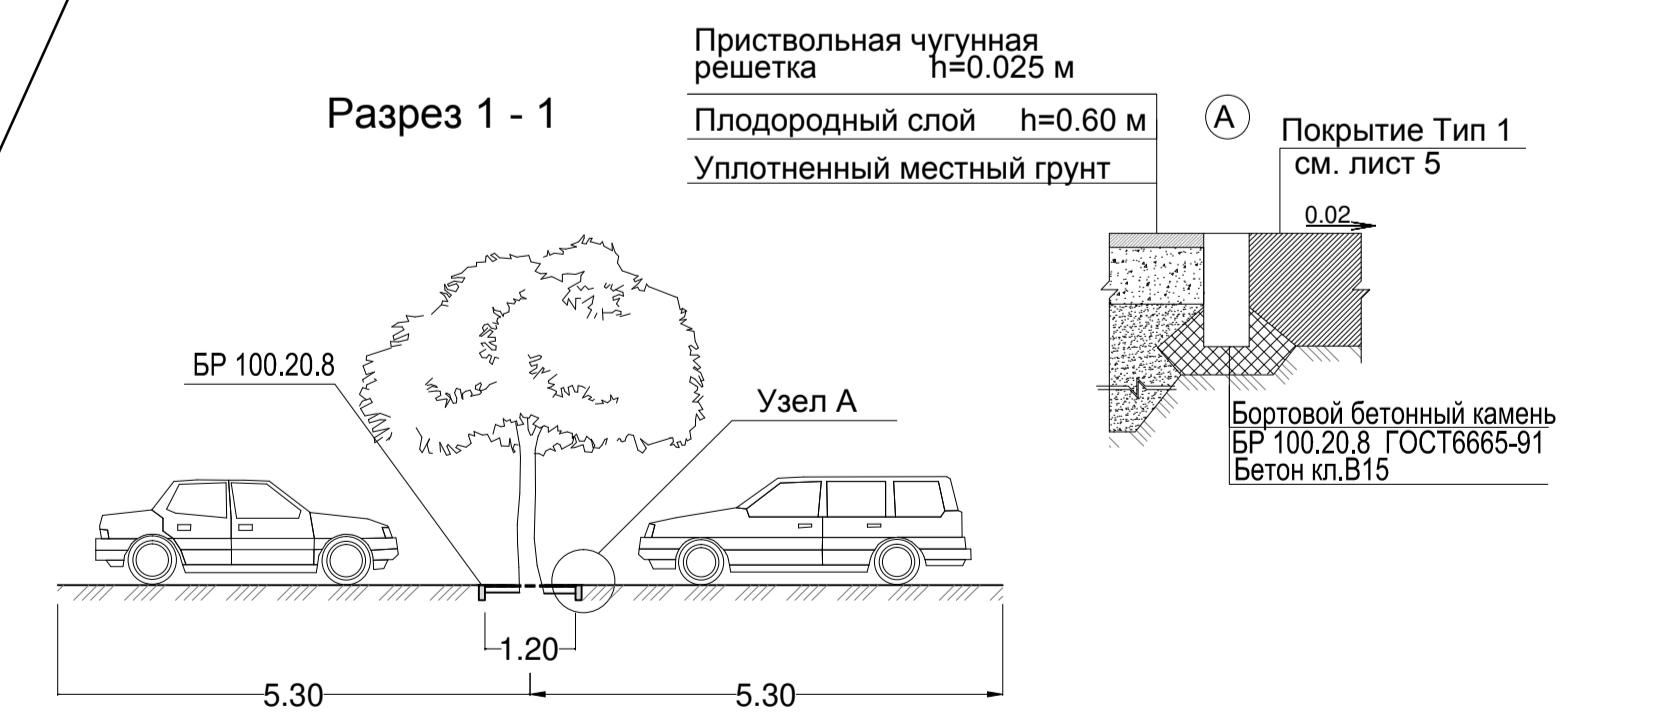 Разрез 1 - 1
Приствольная чугунная
решетка h=0.025 м
Плодородный слой h=0.60 м
Уплотненный местный грунт
А
Покрытие Тип 1
см. лист 5
0.02
БР 100.20.8
Узел А
Бортовой бетонный камень
БР 100.20.8 ГОСТ6665-91
Бетон кл.В15
1.20
5.30
5.30